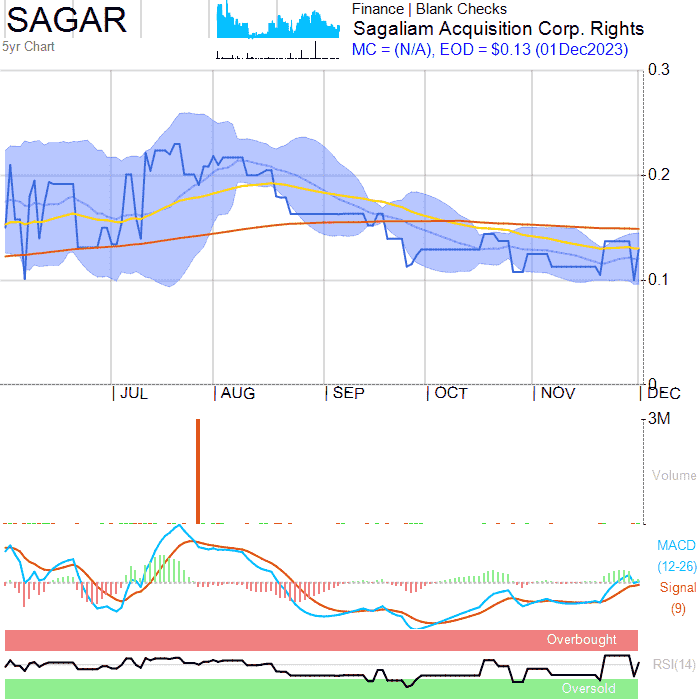 SAGAR
5yr Chart
Finance | Blank Checks
Sagaliam Acquisition Corp. Rights
MC = (N/A), EOD = $0.13 (01Dec2023)
0.3
0.2
0.1
0
JUL AUG SEP OCT NOV DEC
3M
Volume
MACD
(12-26)
Signal
(9)
Overbought
RSI(14)
Oversold